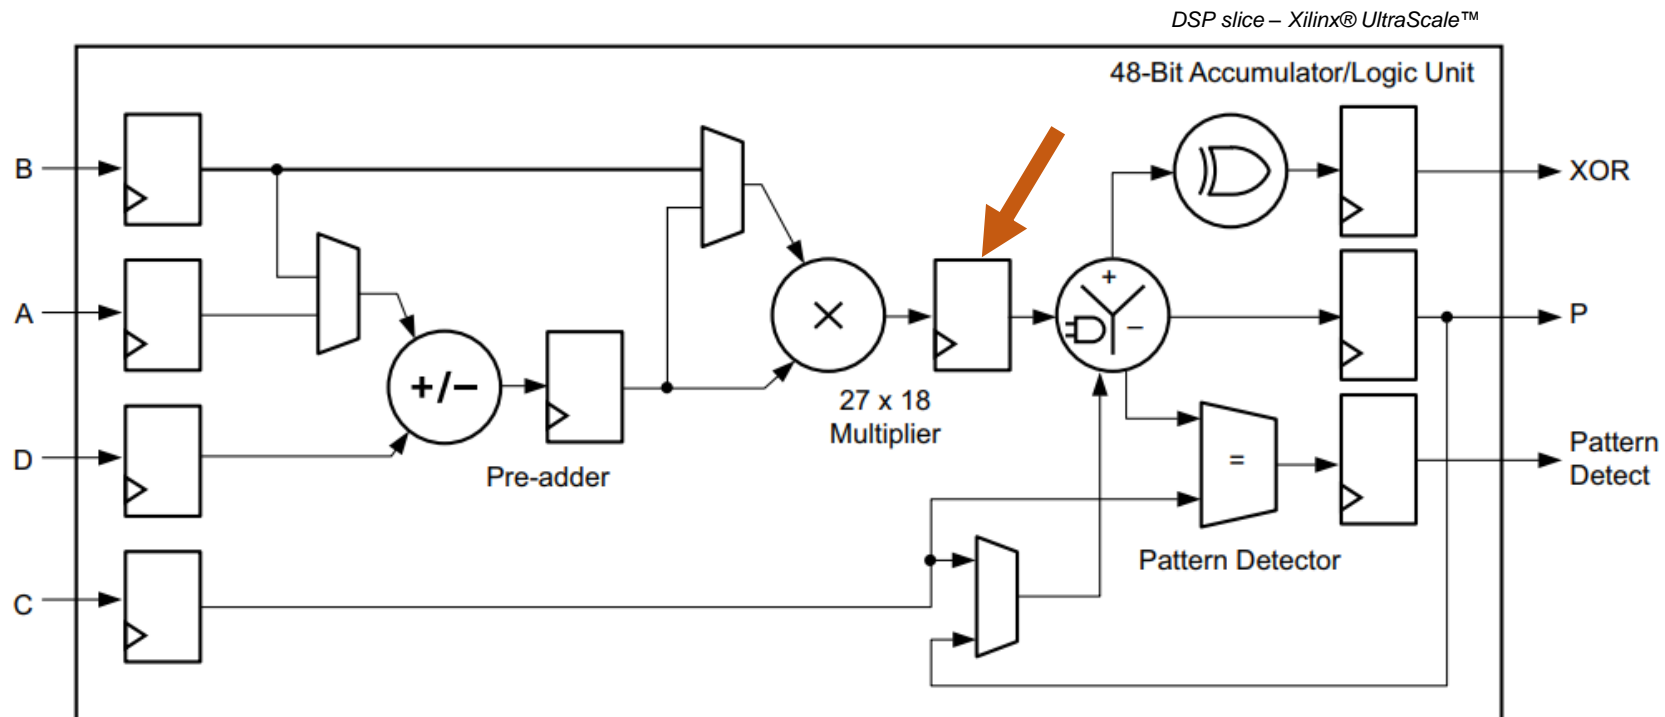 DSP slice – Xilinx® UltraScale™
48-Bit Accumulator/Logic Unit
B
XOR
A
+
−
P
+/−
×
27 x 18
Multiplier
D
Pre-adder
=
Pattern
Detect
Pattern Detector
C